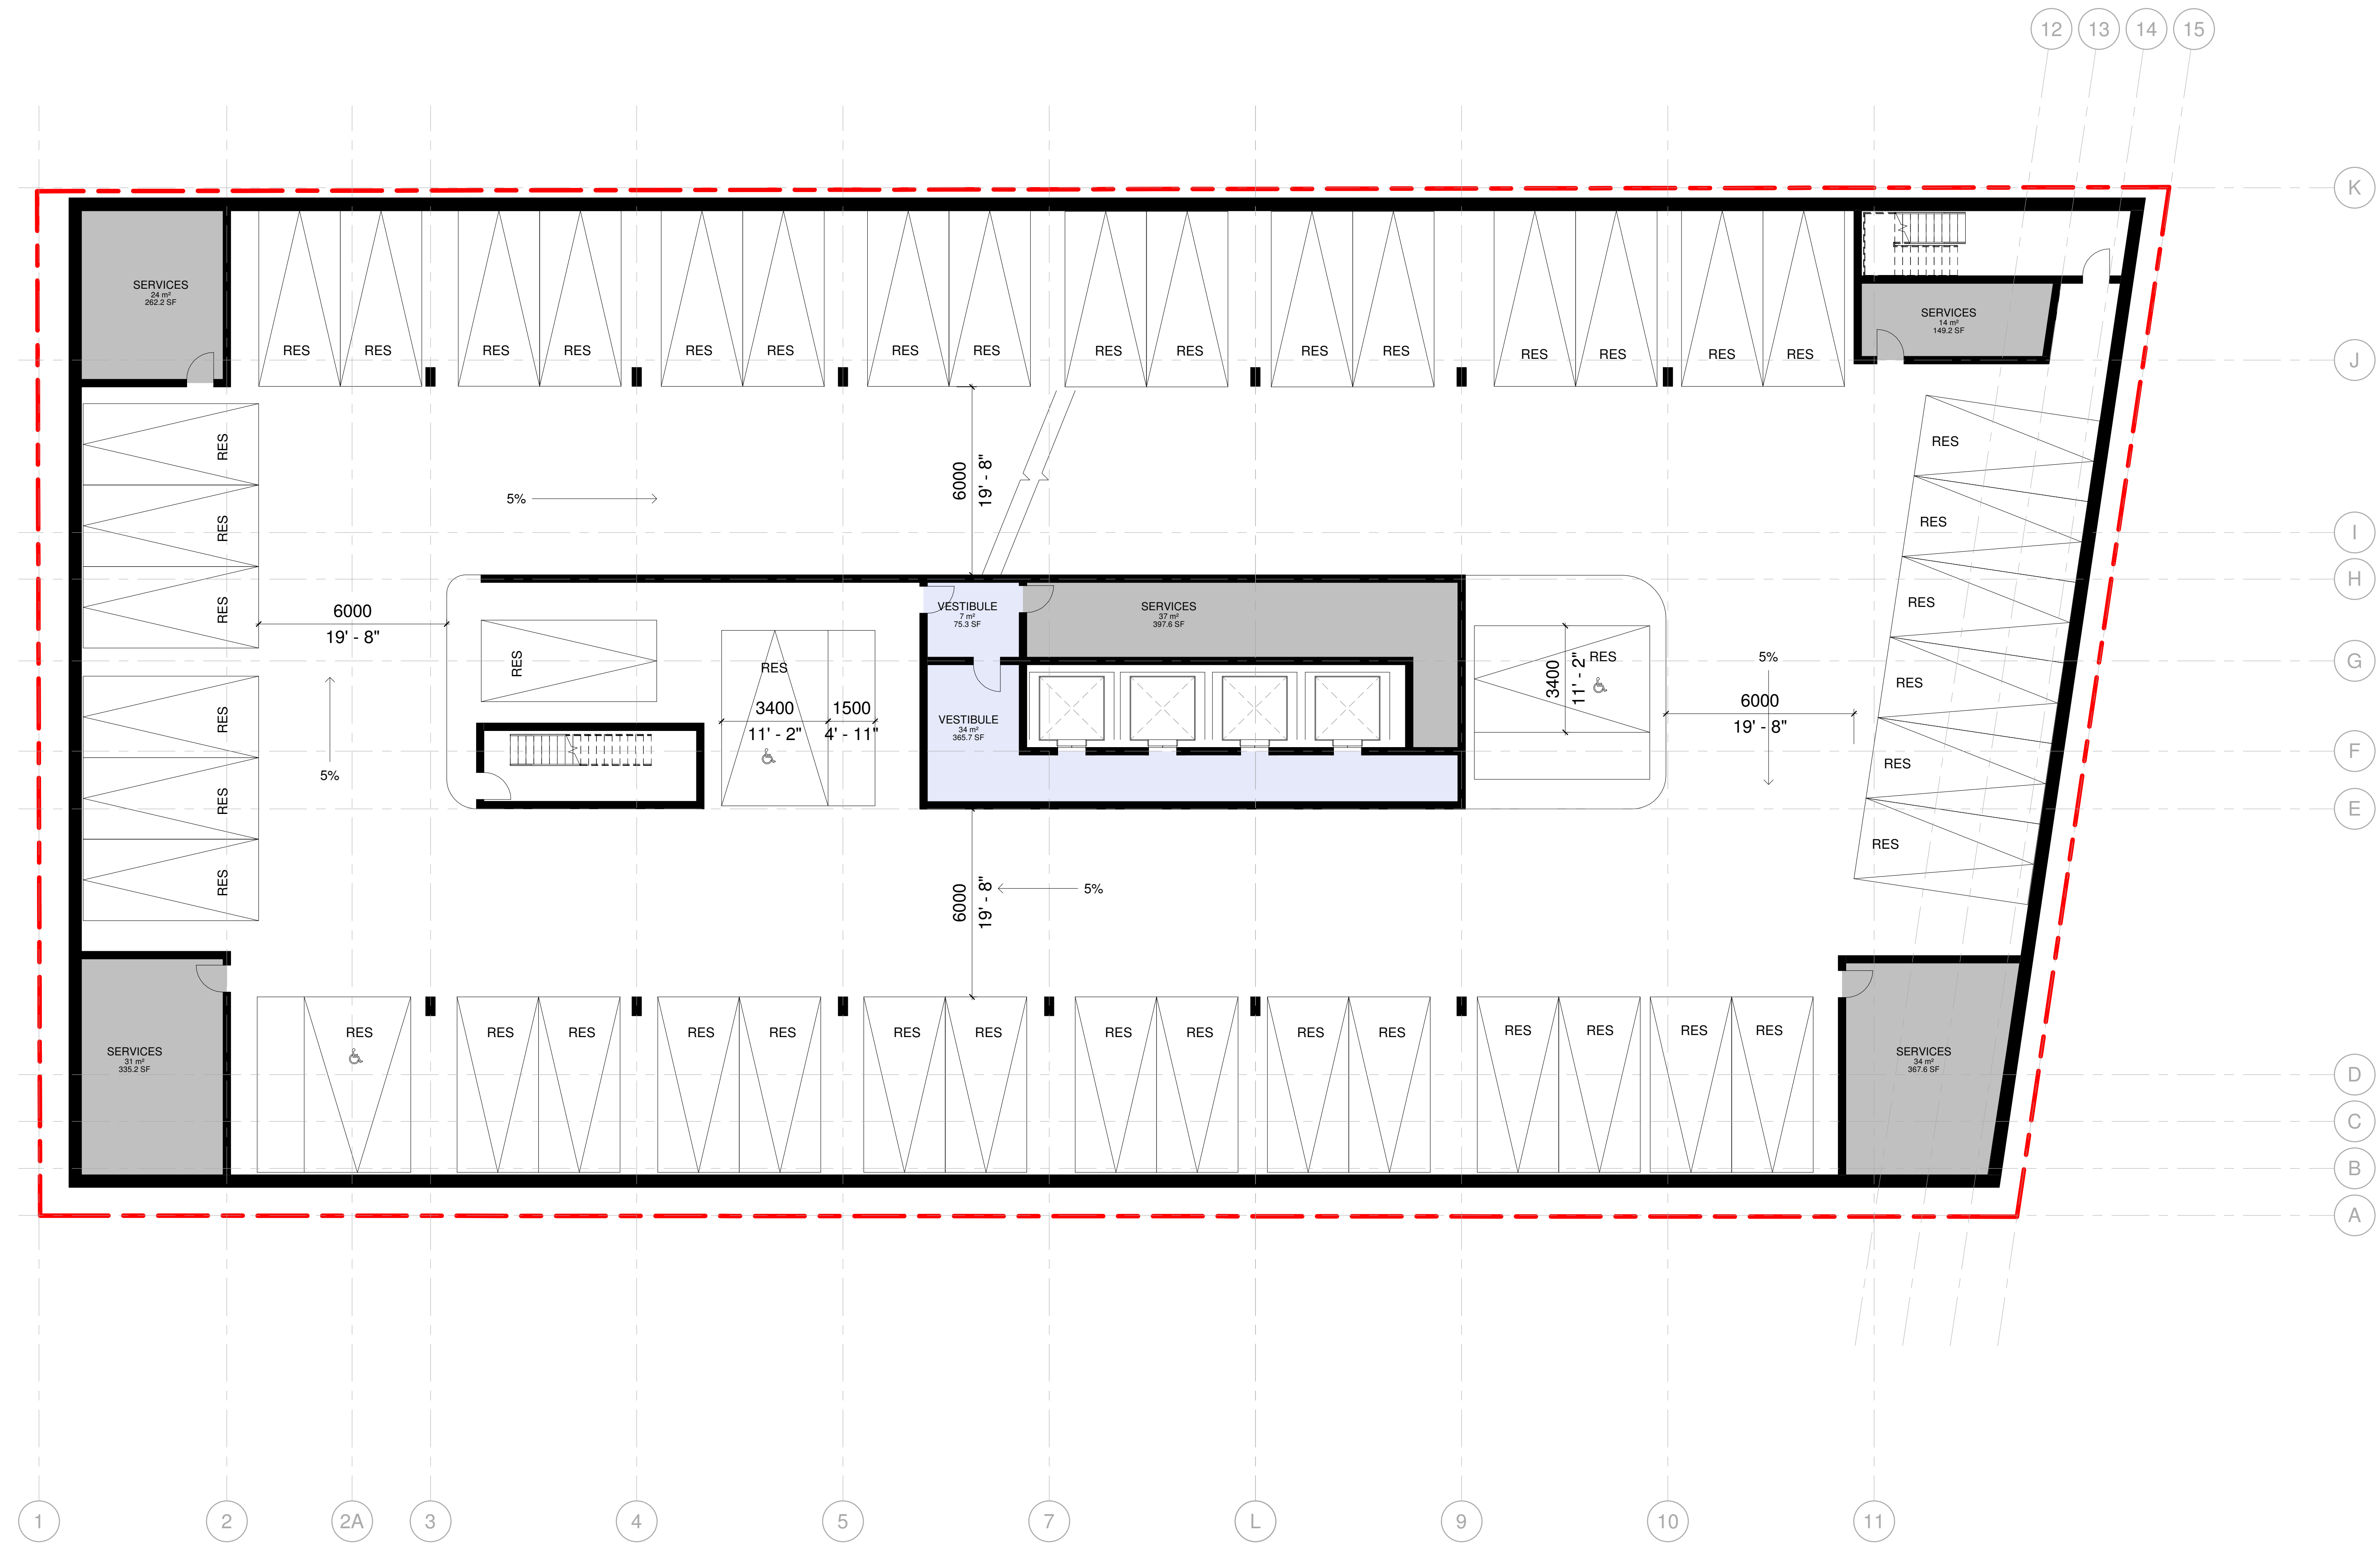 12 13 14 15
K
SERVICES
24 m²
262.2 SF
SERVICES
14 m²
149.2 SF
RES RES RES RES RES RES RES RES RES RES RES RES RES RES RES RES
J
RES
RES
RES
6000
19' - 8"
5%
RES
RES
I
H
RES
6000
19' - 8"
VESTIBULE
7 m²
75.3 SF
SERVICES
37 m²
397.6 SF
RES
RES
RES
3400
11' - 2"
RES
5%
G
RES
RES
3400
11' - 2"
1500
4' - 11"
VESTIBULE
34 m²
365.7 SF
6000
19' - 8"
5%
RES
F
RES
E
RES
RES
6000
19' - 8"
5%
RES RES RES RES RES RES RES RES RES RES RES RES RES RES RES
SERVICES
31 m²
335.2 SF
SERVICES
34 m²
367.6 SF
D
C
B
A
1 2 2A 3 4 5 7 L 9 10 11